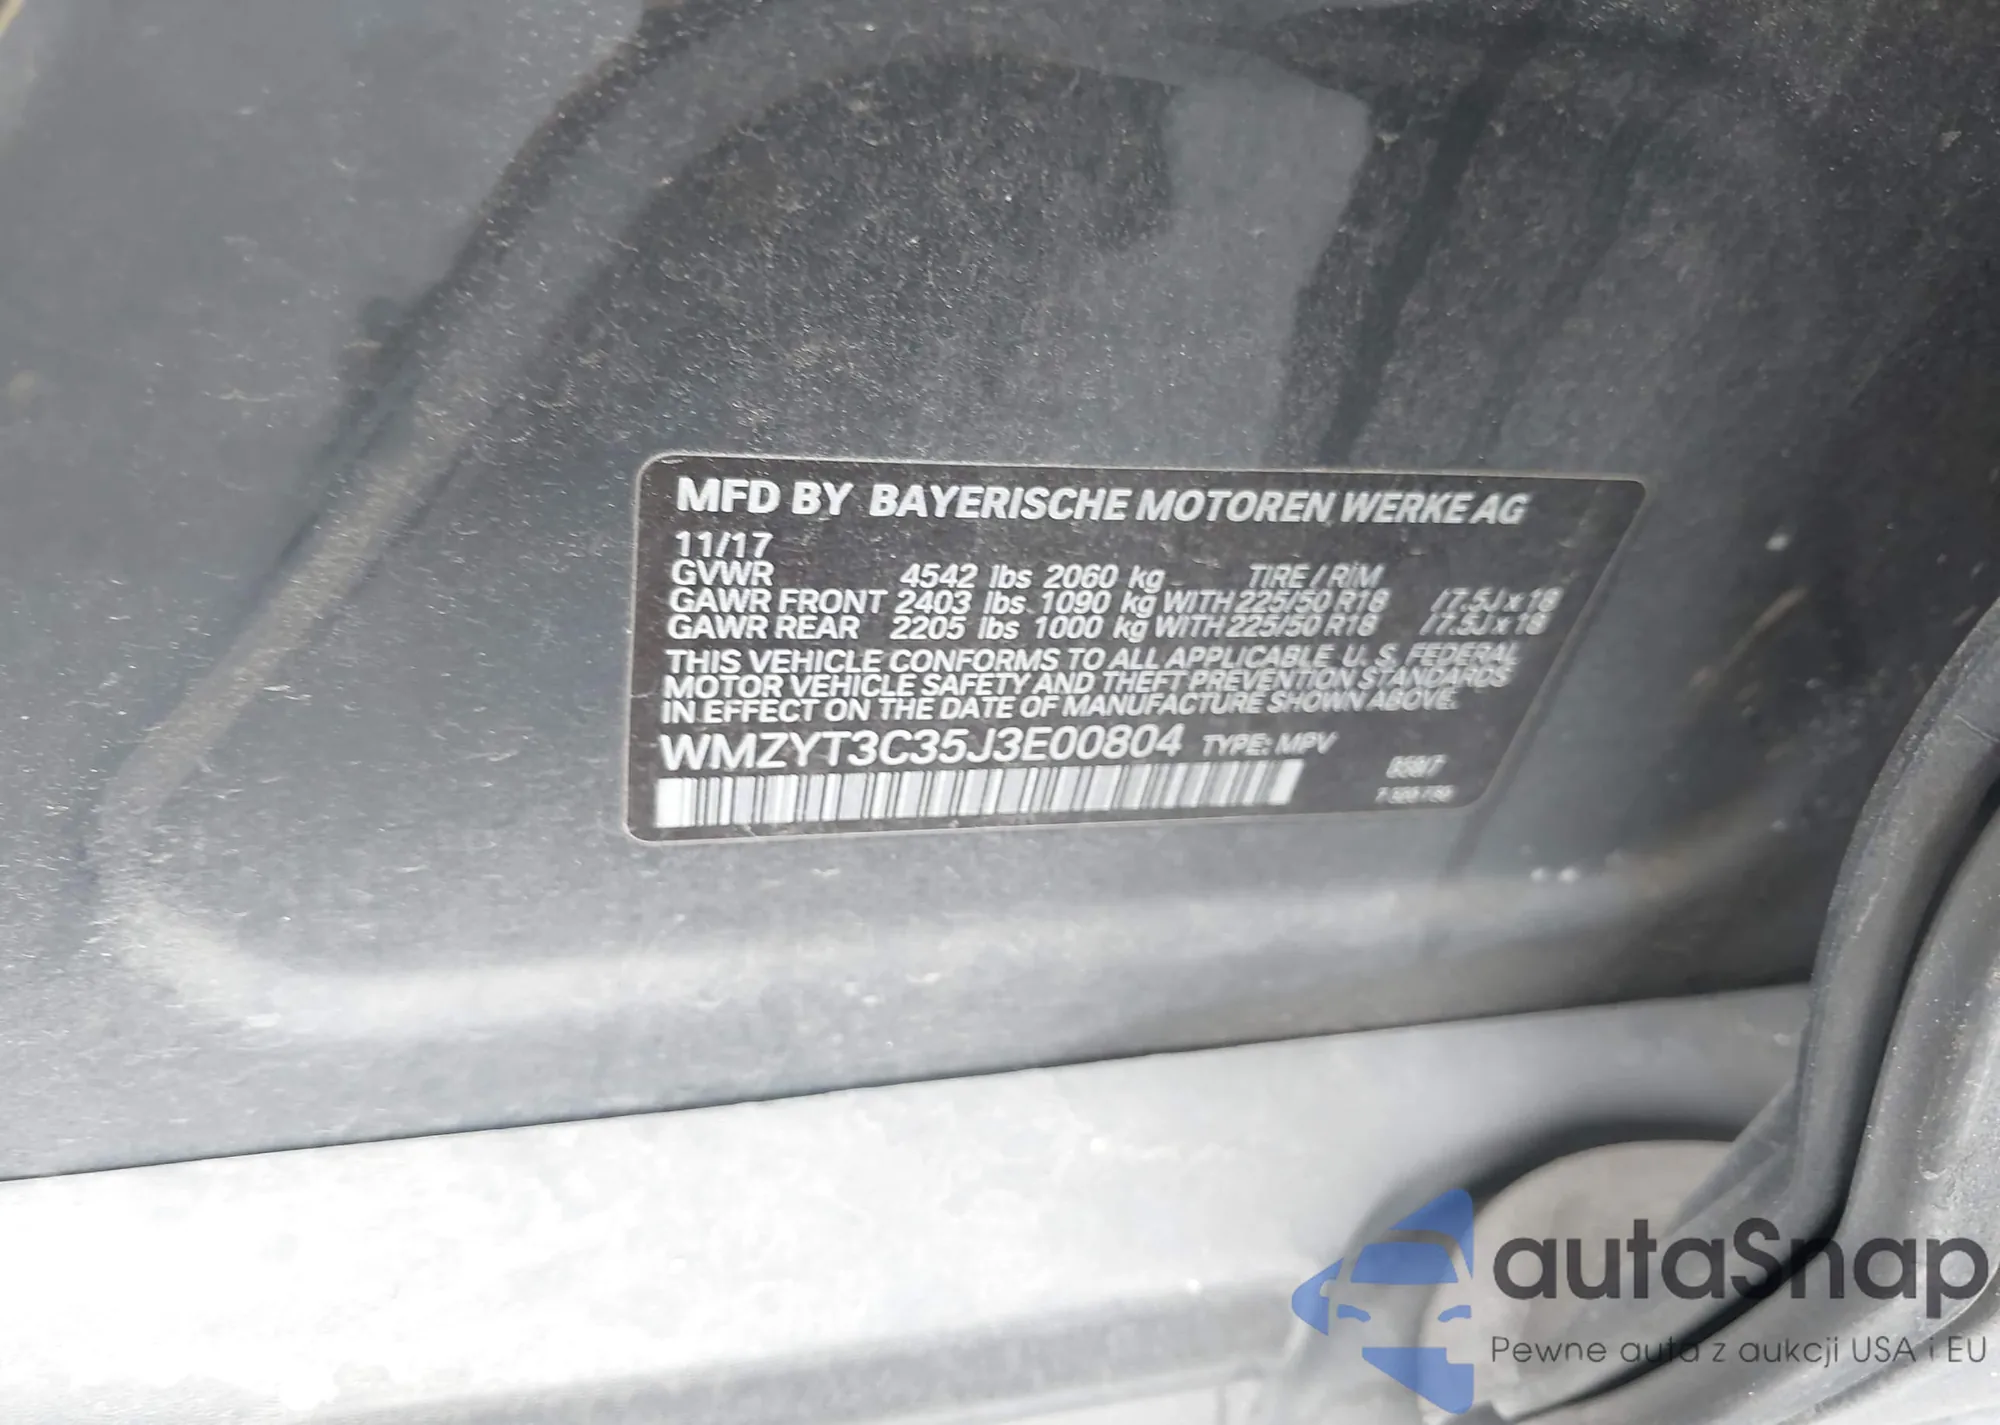 MFD BY BAYERISCHE MOTOREN WERKE AG
11/17
GVWR 4542 lbs 2060 kg TIRE / RIM
GAWR FRONT 2403 lbs 1090 kg WITH 225/50 R18 / 7.5J x 18
GAWR REAR 2205 lbs 1000 kg WITH 225/50 R18 / 7.5J x 18
THIS VEHICLE CONFORMS TO ALL APPLICABLE U. S. FEDERAL
MOTOR VEHICLE SAFETY AND THEFT PREVENTION STANDARDS
IN EFFECT ON THE DATE OF MANUFACTURE SHOWN ABOVE.
WMZYT3C35J3E00804 TYPE: MPV
autaSnap
Pewne auta z aukcji USA i EU